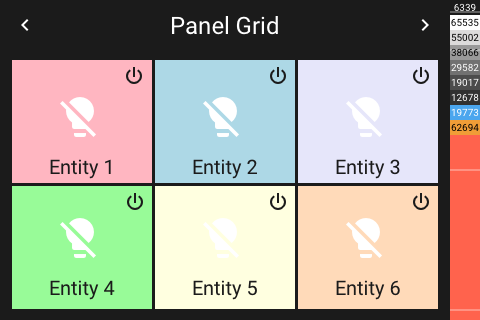 Panel Grid
Entity 1
Entity 2
Entity 3
Entity 4
Entity 5
Entity 6
6339
65535
55002
38066
29582
19017
12678
19773
62694